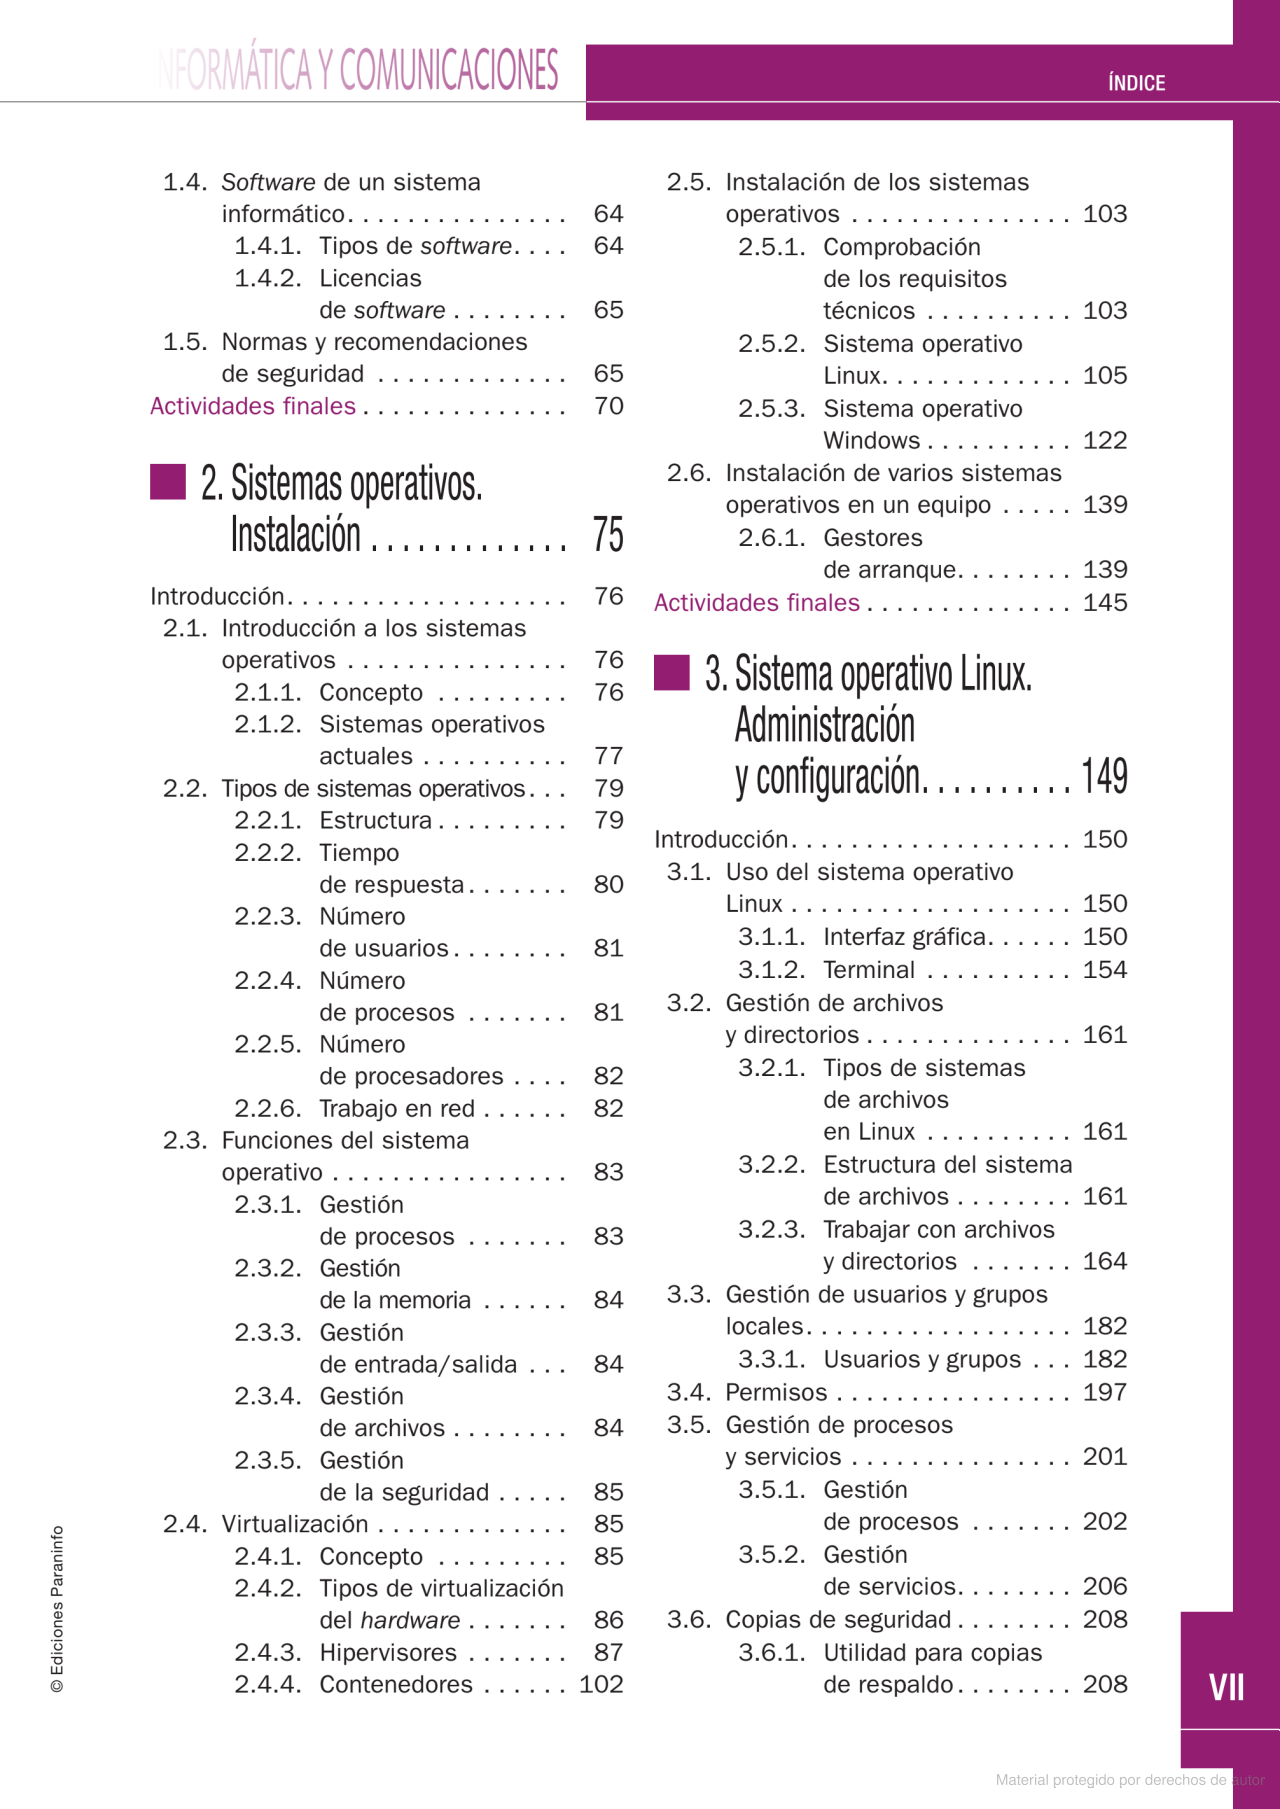 INFORMÁTICA Y COMUNICACIONES
ÍNDICE
1.4. Software de un sistema
informático. . . . . . . . . . . . . . . 64
1.4.1. Tipos de software. . . . 64
1.4.2. Licencias
de software . . . . . . . . 65
1.5. Normas y recomendaciones
de seguridad . . . . . . . . . . . . . 65
Actividades finales . . . . . . . . . . . . . . 70
2. Sistemas operativos.
Instalación . . . . . . . . . . . . . 75
Introducción. . . . . . . . . . . . . . . . . . . 76
2.1. Introducción a los sistemas
operativos . . . . . . . . . . . . . . . 76
2.1.1. Concepto . . . . . . . . . 76
2.1.2. Sistemas operativos
actuales . . . . . . . . . . 77
2.2. Tipos de sistemas operativos. . . 79
2.2.1. Estructura . . . . . . . . . 79
2.2.2. Tiempo
de respuesta. . . . . . . 80
2.2.3. Número
de usuarios. . . . . . . . 81
2.2.4. Número
de procesos . . . . . . . 81
2.2.5. Número
de procesadores . . . . 82
2.2.6. Trabajo en red . . . . . . 82
2.3. Funciones del sistema
operativo . . . . . . . . . . . . . . . . 83
2.3.1. Gestión
de procesos . . . . . . . 83
2.3.2. Gestión
de la memoria . . . . . . 84
2.3.3. Gestión
de entrada/salida . . . 84
2.3.4. Gestión
de archivos . . . . . . . . 84
2.3.5. Gestión
de la seguridad . . . . . 85
2.4. Virtualización . . . . . . . . . . . . . 85
2.4.1. Concepto . . . . . . . . . 85
2.4.2. Tipos de virtualización
del hardware . . . . . . . 86
2.4.3. Hipervisores . . . . . . . 87
2.4.4. Contenedores . . . . . . 102
2.5. Instalación de los sistemas
operativos . . . . . . . . . . . . . . . 103
2.5.1. Comprobación
de los requisitos
técnicos . . . . . . . . . . 103
2.5.2. Sistema operativo
Linux. . . . . . . . . . . . . 105
2.5.3. Sistema operativo
Windows . . . . . . . . . . 122
2.6. Instalación de varios sistemas
operativos en un equipo . . . . . 139
2.6.1. Gestores
de arranque. . . . . . . . 139
Actividades finales . . . . . . . . . . . . . . 145
3. Sistema operativo Linux.
Administración
y configuración. . . . . . . . . . 149
Introducción. . . . . . . . . . . . . . . . . . . 150
3.1. Uso del sistema operativo
Linux . . . . . . . . . . . . . . . . . . . 150
3.1.1. Interfaz gráfica. . . . . . 150
3.1.2. Terminal . . . . . . . . . . 154
3.2. Gestión de archivos
y directorios . . . . . . . . . . . . . . 161
3.2.1. Tipos de sistemas
de archivos
en Linux . . . . . . . . . . 161
3.2.2. Estructura del sistema
de archivos . . . . . . . . 161
3.2.3. Trabajar con archivos
y directorios . . . . . . . 164
3.3. Gestión de usuarios y grupos
locales. . . . . . . . . . . . . . . . . . 182
3.3.1. Usuarios y grupos . . . 182
3.4. Permisos . . . . . . . . . . . . . . . . 197
3.5. Gestión de procesos
y servicios . . . . . . . . . . . . . . . 201
3.5.1. Gestión
de procesos . . . . . . . 202
3.5.2. Gestión
de servicios. . . . . . . . 206
3.6. Copias de seguridad . . . . . . . . 208
3.6.1. Utilidad para copias
de respaldo. . . . . . . . 208
© Ediciones Paraninfo
VII
Material protegido por derechos de autor